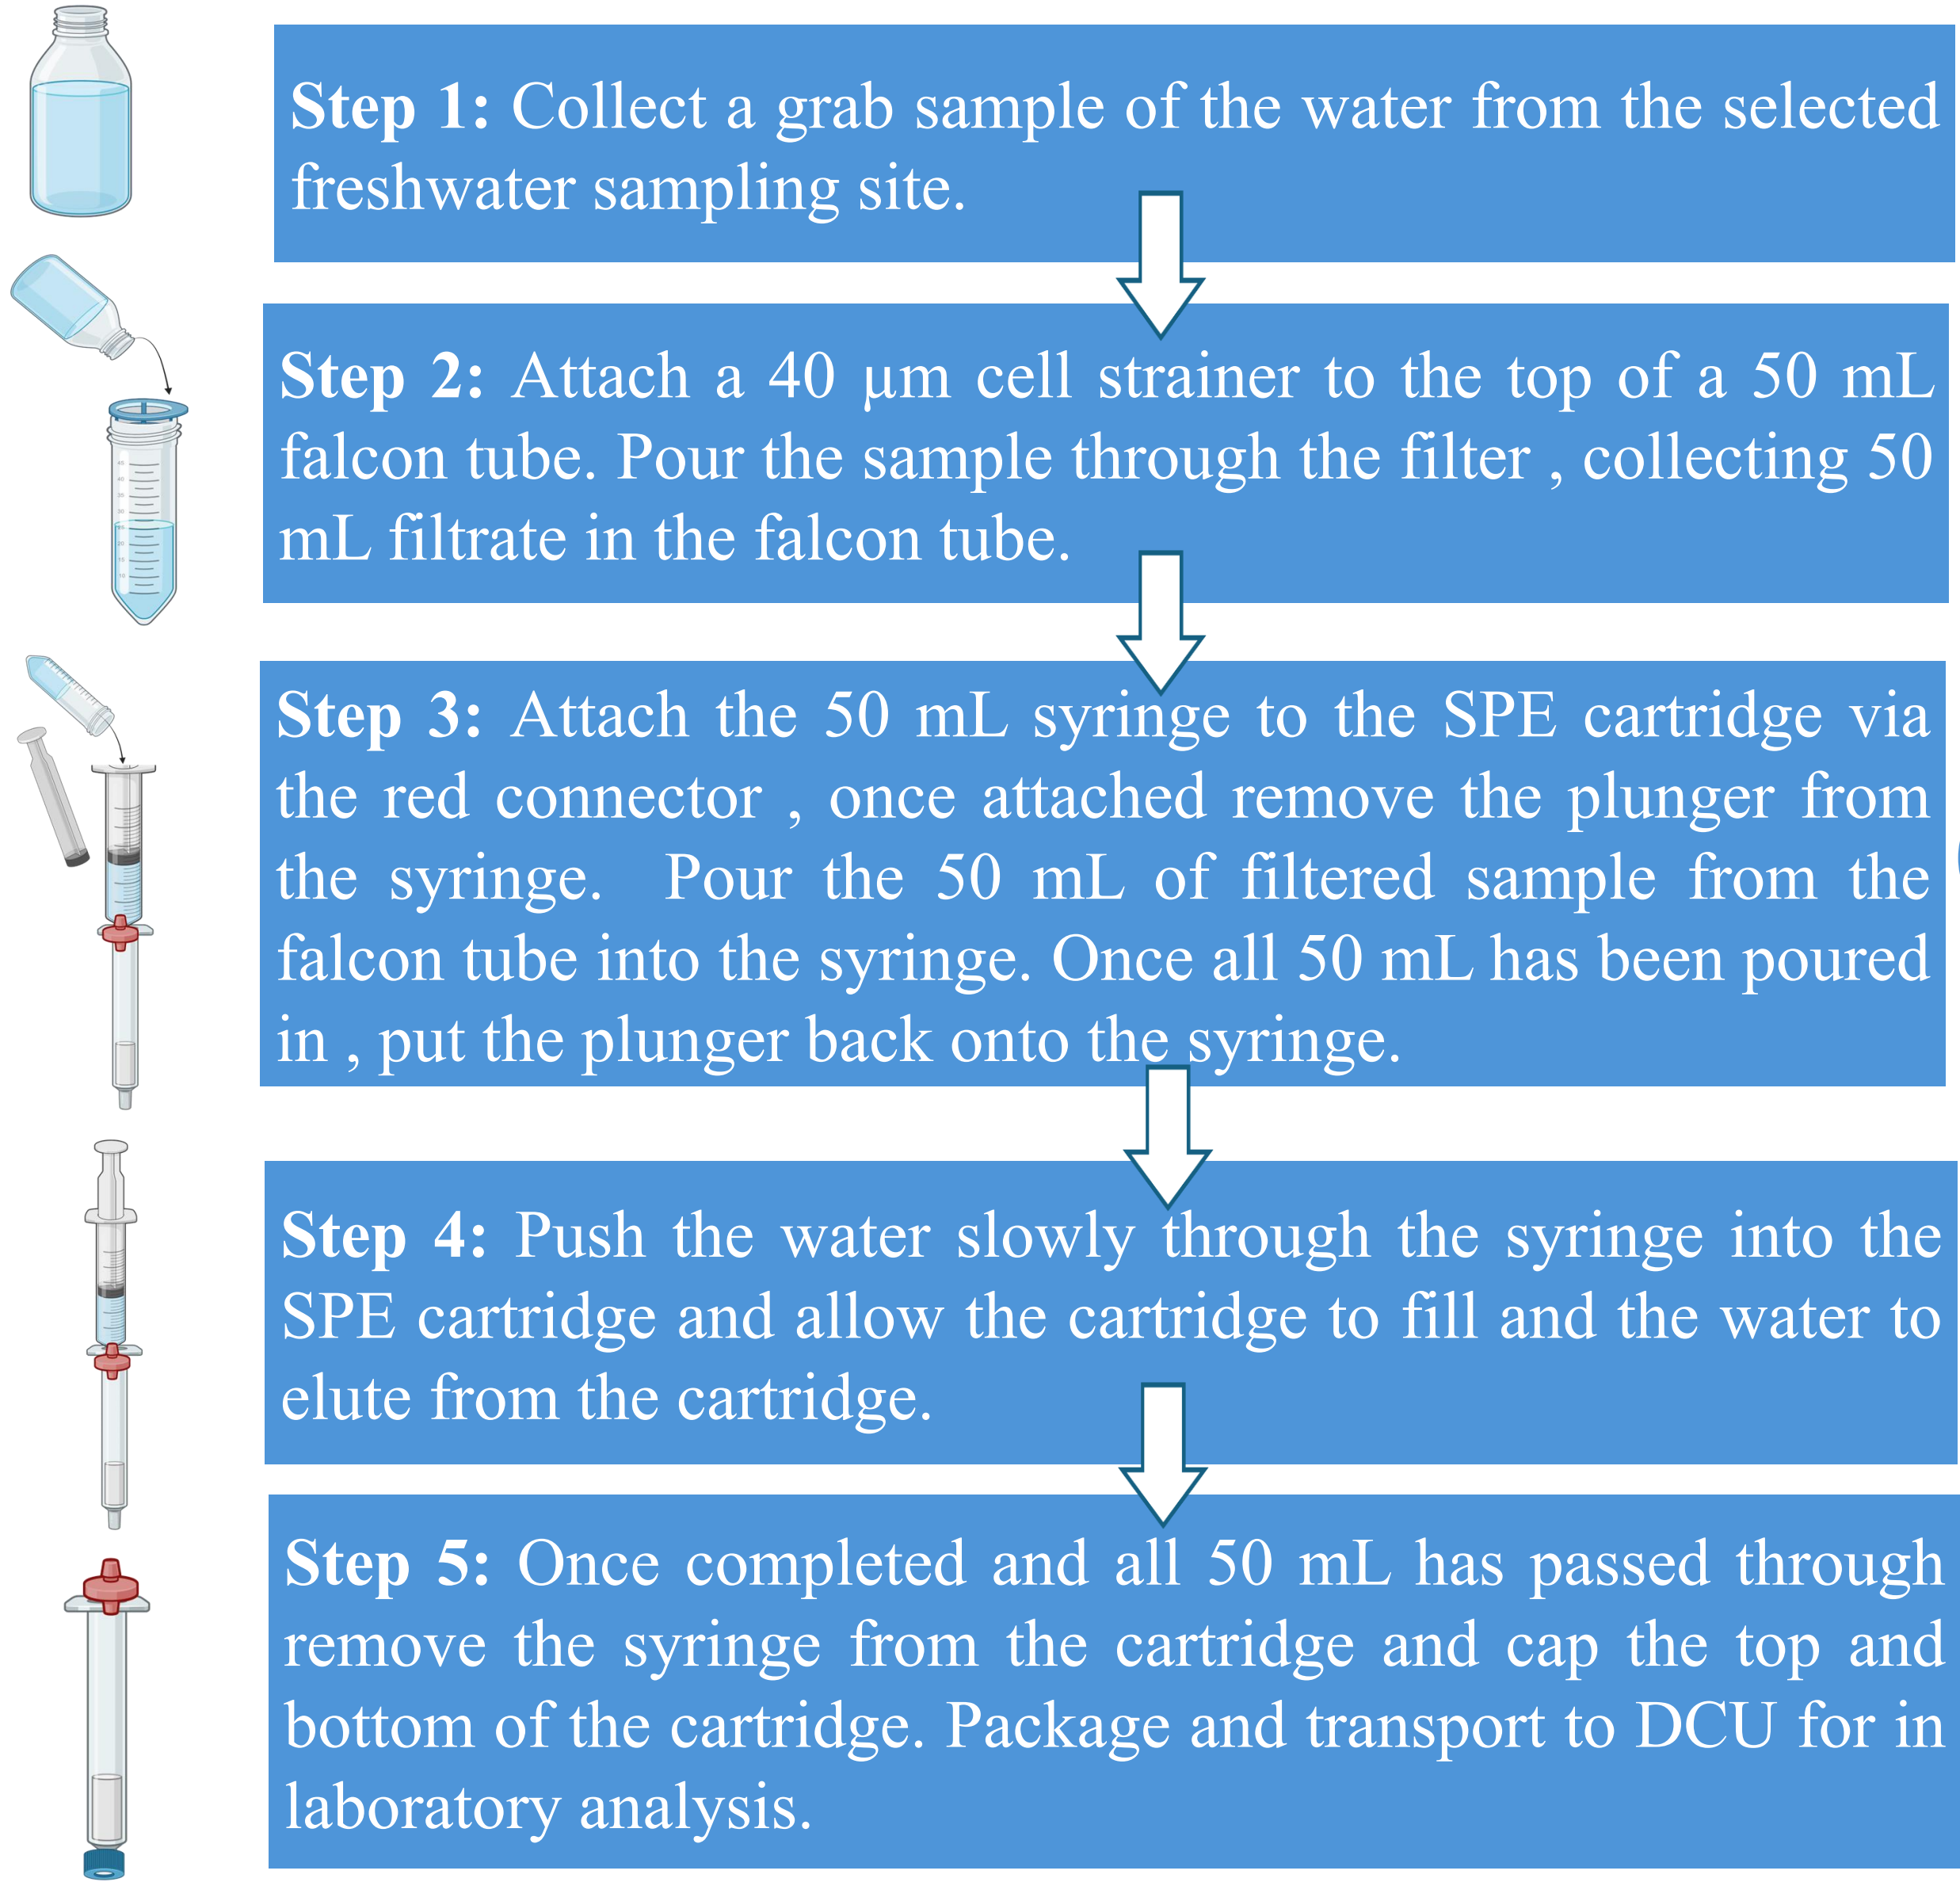 Step 1: Collect a grab sample of the water from the selected
freshwater sampling site.
Step 2: Attach a 40 µm cell strainer to the top of a 50 mL
falcon tube. Pour the sample through the filter , collecting 50
mL filtrate in the falcon tube.
Step 3: Attach the 50 mL syringe to the SPE cartridge via
the red connector , once attached remove the plunger from
the syringe. Pour the 50 mL of filtered sample from the
falcon tube into the syringe. Once all 50 mL has been poured
in , put the plunger back onto the syringe.
Step 4: Push the water slowly through the syringe into the
SPE cartridge and allow the cartridge to fill and the water to
elute from the cartridge.
Step 5: Once completed and all 50 mL has passed through
remove the syringe from the cartridge and cap the top and
bottom of the cartridge. Package and transport to DCU for in
laboratory analysis.